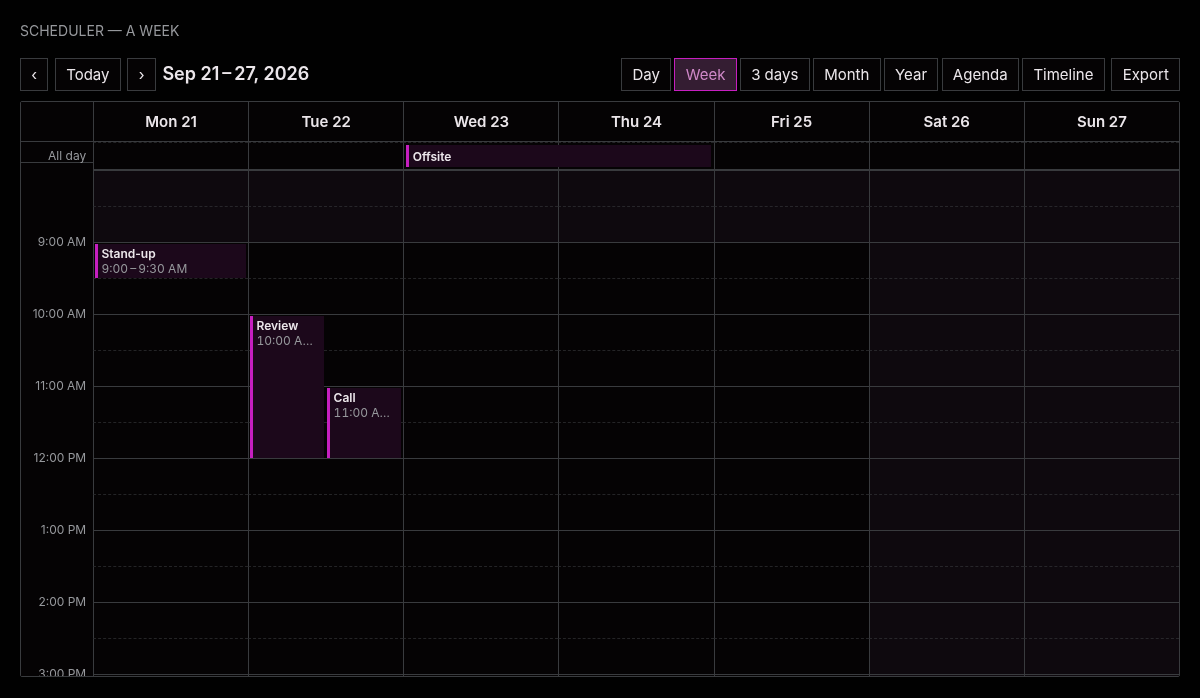 SCHEDULER — A WEEK
‹ Today › Sep 21–27, 2026 Day Week 3 days Month Year Agenda Timeline Export
Mon 21 Tue 22 Wed 23 Thu 24 Fri 25 Sat 26 Sun 27
All day Offsite
9:00 AM
Stand-up
9:00–9:30 AM
10:00 AM
Review
10:00 A...
11:00 AM
Call
11:00 A...
12:00 PM
1:00 PM
2:00 PM
3:00 PM